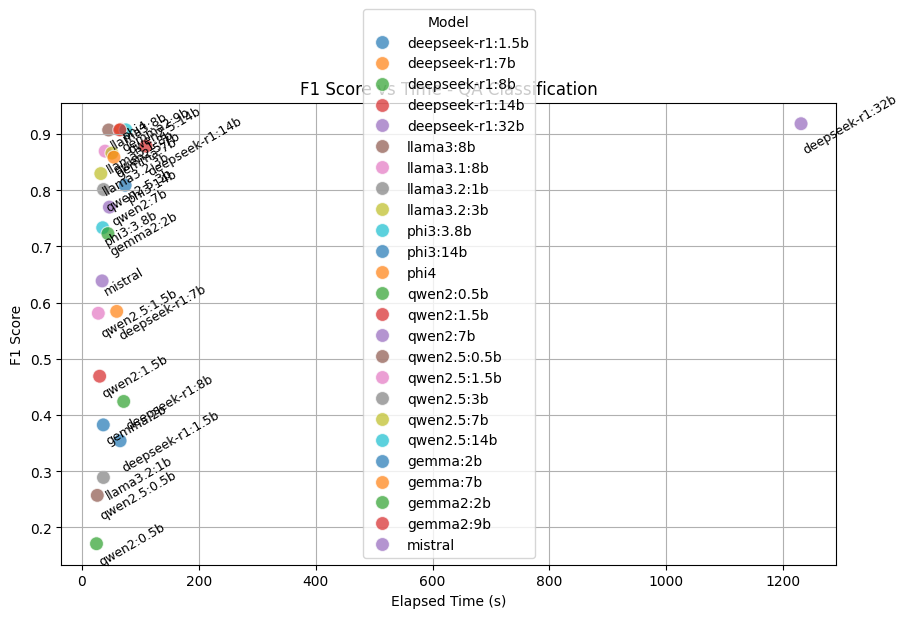 Model
deepseek-r1:1.5b
deepseek-r1:7b
deepseek-r1:8b
deepseek-r1:14b
deepseek-r1:32b
llama3:8b
llama3.1:8b
llama3.2:1b
llama3.2:3b
phi3:3.8b
phi3:14b
phi4
qwen2:0.5b
qwen2:1.5b
qwen2:7b
qwen2.5:0.5b
qwen2.5:1.5b
qwen2.5:3b
qwen2.5:7b
qwen2.5:14b
gemma:2b
gemma:7b
gemma2:2b
gemma2:9b
mistral
F1 Score vs Time - QA Classification
F1 Score
0.9
0.8
0.7
0.6
0.5
0.4
0.3
0.2
deepseek-r1:32b
deepseek-r1:14b
phi3:14b
qwen2.5:3b
qwen2:7b
phi3:3.8b
gemma2:2b
mistral
qwen2.5:1.5b
deepseek-r1:7b
qwen2:1.5b
deepseek-r1:8b
gemma:2b
deepseek-r1:1.5b
llama3.2:1b
qwen2.5:0.5b
qwen2:0.5b
0
200
400
600
800
1000
1200
Elapsed Time (s)